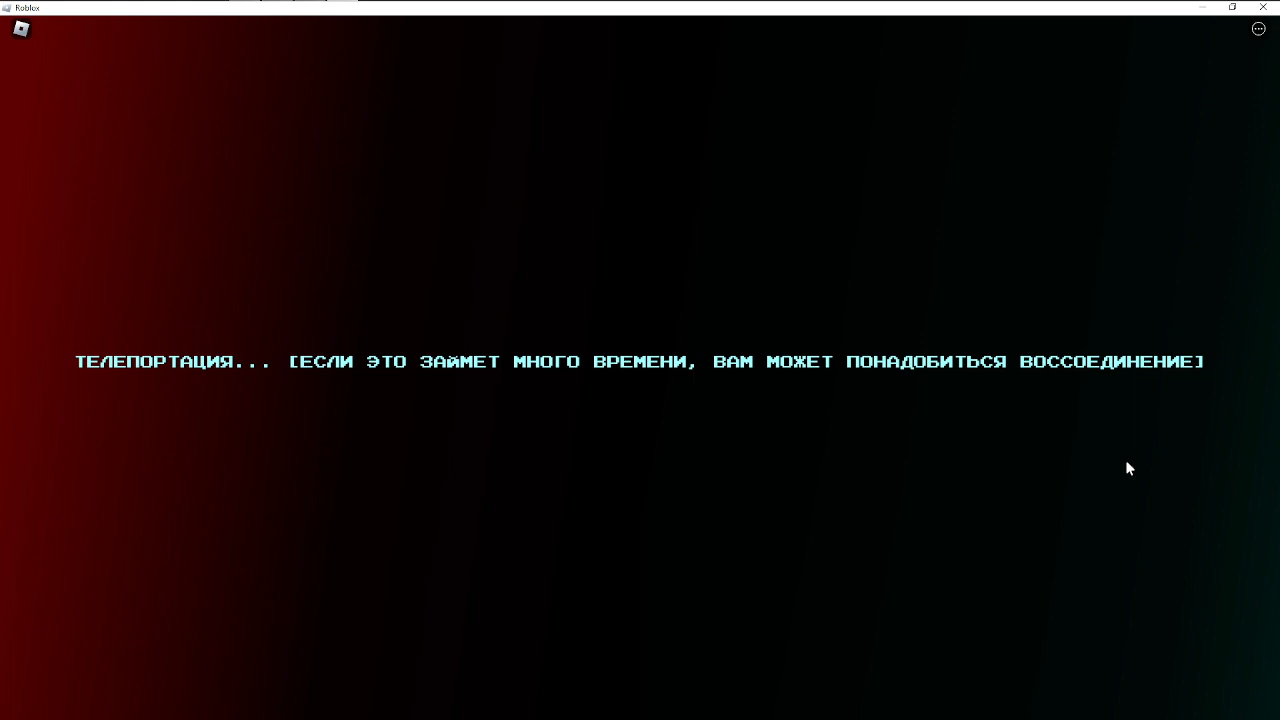 Roblox
ТЕЛЕПОРТАЦИЯ... [ЕСЛИ ЭТО ЗАйМЕТ МНОГО ВРЕМЕНИ, ВАМ МОЖЕТ ПОНАДОБИТЬСЯ ВОССОЕДИНЕНИЕ]